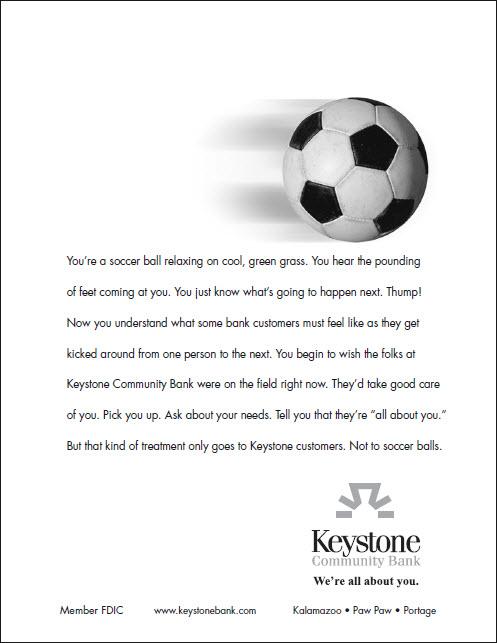 You're a soccer ball relaxing on cool, green grass. You hear the pounding
of feet coming at you. You just know what's going to happen next. Thump!
Now you understand what some bank customers must feel like as they get
kicked around from one person to the next. You begin to wish the folks at
Keystone Community Bank were on the field right now. They'd take good care
of you. Pick you up. Ask about your needs. Tell you that they're "all about you."
But that kind of treatment only goes to Keystone customers. Not to soccer balls.
Keystone
Community Bank
We're all about you.
Member FDIC www.keystonebank.com Kalamazoo • Paw Paw • Portage